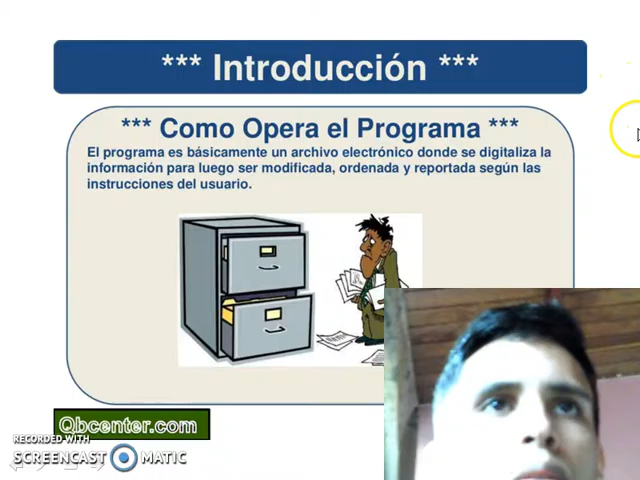 *** Introducción ***
*** Como Opera el Programa ***
El programa es básicamente un archivo electrónico donde se digitaliza la
información para luego ser modificada, ordenada y reportada según las
instrucciones del usuario.
Qbcenter.com
RECORDED WITH
SCREENCAST MATIC